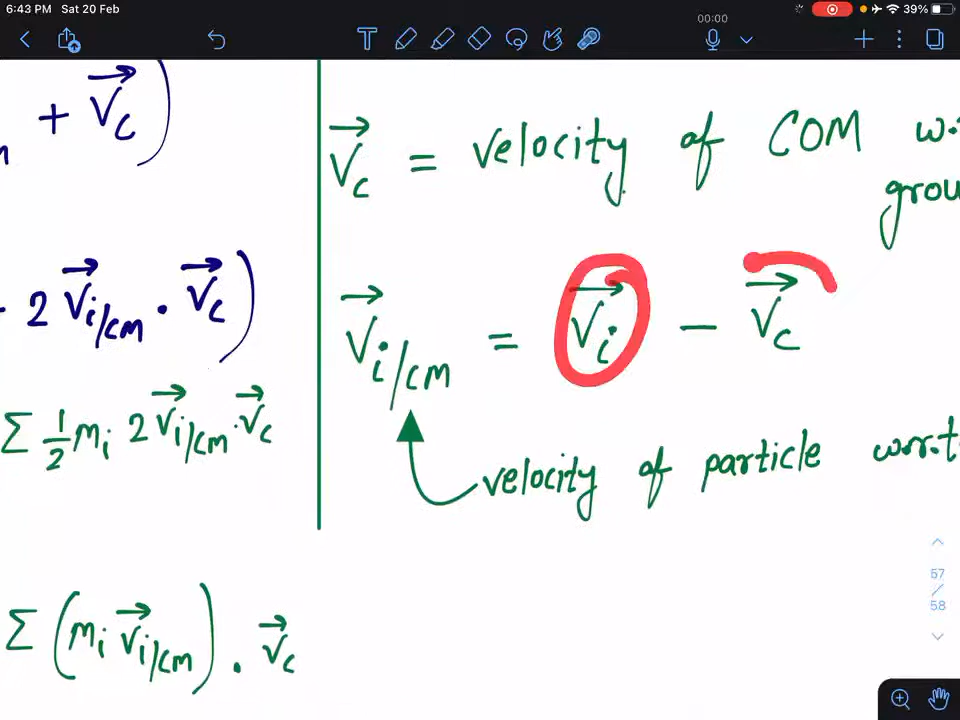 6:43 PM Sat 20 Feb
39%
00:00
T
+ V⃗c)
V⃗c = velocity of COM
2 V⃗i/cm · V⃗c)
V⃗i/cm = V⃗i − V⃗c
Σ 1/2 mi 2 V⃗i/cm · V⃗c
velocity of particle w.r.t
57
/
58
Σ (mi V⃗i/cm) . V⃗c